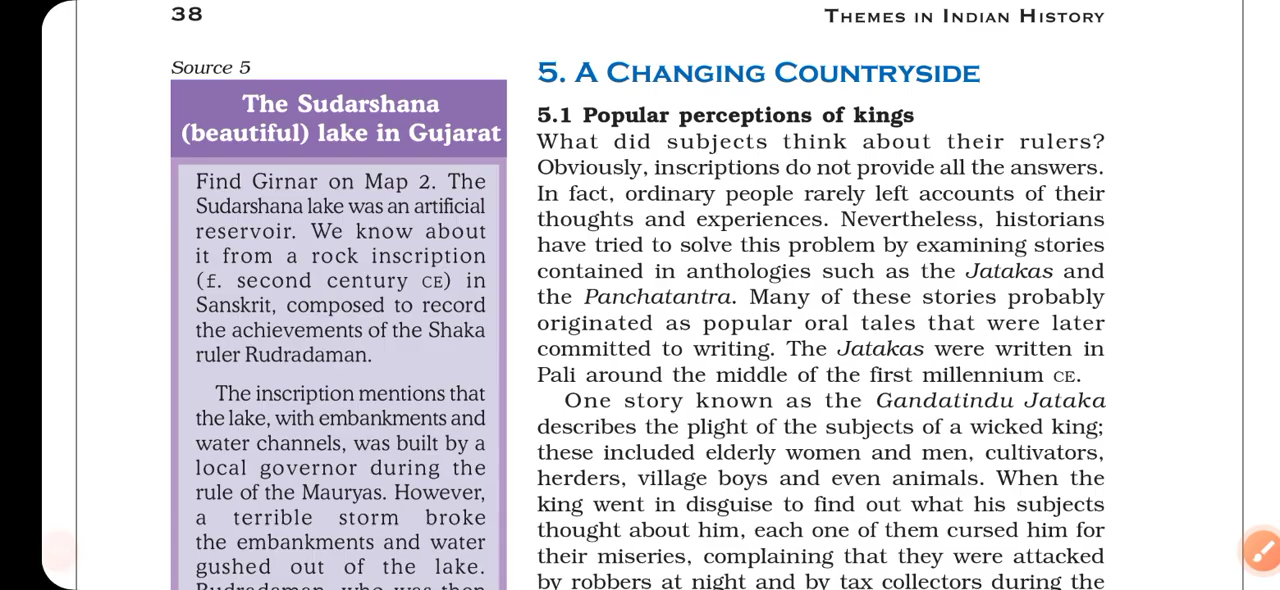 38
THEMES IN INDIAN HISTORY
Source 5
The Sudarshana
(beautiful) lake in Gujarat
Find Girnar on Map 2. The
Sudarshana lake was an artificial
reservoir. We know about
it from a rock inscription
(f. second century CE) in
Sanskrit, composed to record
the achievements of the Shaka
ruler Rudradaman.
The inscription mentions that
the lake, with embankments and
water channels, was built by a
local governor during the
rule of the Mauryas. However,
a terrible storm broke
the embankments and water
gushed out of the lake.
Rudradaman, who was then
5. A CHANGING COUNTRYSIDE
5.1 Popular perceptions of kings
What did subjects think about their rulers?
Obviously, inscriptions do not provide all the answers.
In fact, ordinary people rarely left accounts of their
thoughts and experiences. Nevertheless, historians
have tried to solve this problem by examining stories
contained in anthologies such as the Jatakas and
the Panchatantra. Many of these stories probably
originated as popular oral tales that were later
committed to writing. The Jatakas were written in
Pali around the middle of the first millennium CE.
One story known as the Gandatindu Jataka
describes the plight of the subjects of a wicked king;
these included elderly women and men, cultivators,
herders, village boys and even animals. When the
king went in disguise to find out what his subjects
thought about him, each one of them cursed him for
their miseries, complaining that they were attacked
by robbers at night and by tax collectors during the